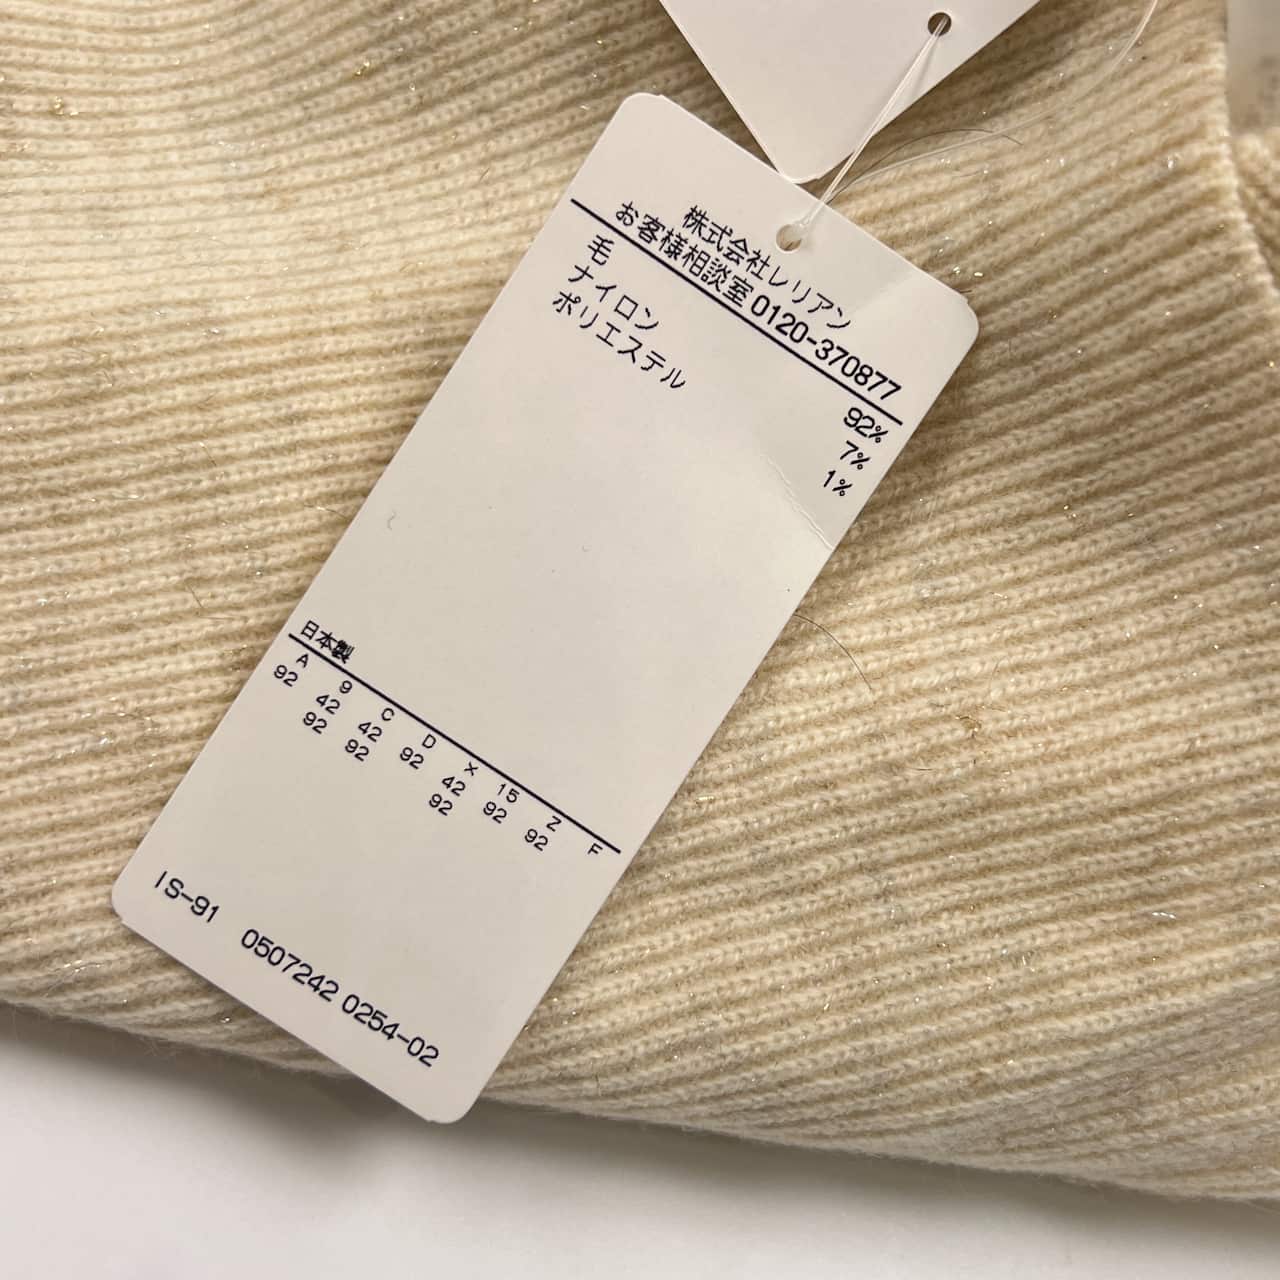 株式会社レリアン
お客様相談室 0120-370877
毛 92%
ナイロン 7%
ポリエステル 1%
日本製
A 9 C D X 15 Z F
92 42 42 92 42 92 92
92 92 92
IS-91 0507242 0254-02